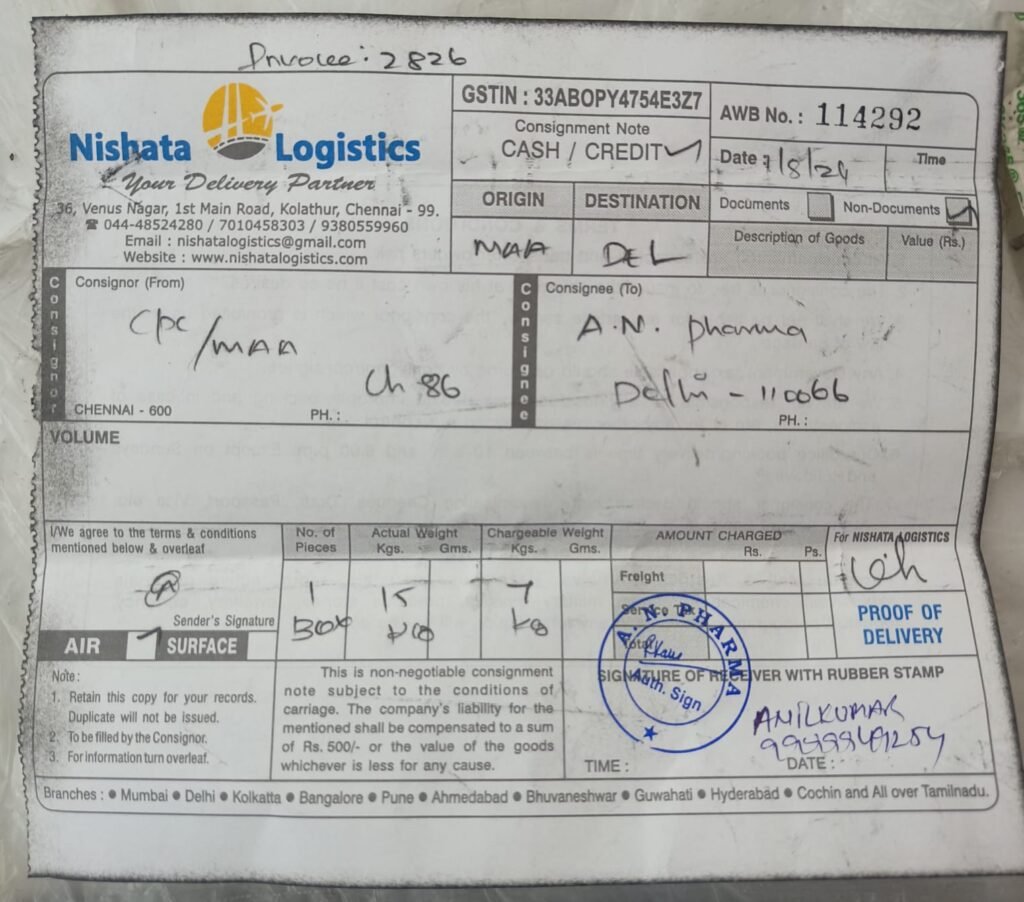 Invoice: 2826
Nishata Logistics
Your Delivery Partner
36, Venus Nagar, 1st Main Road, Kolathur, Chennai - 99.
☎ 044-48524280 / 7010458303 / 9380559960
Email : nishatalogistics@gmail.com
Website : www.nishatalogistics.com
GSTIN : 33ABOPY4754E3Z7
Consignment Note
CASH / CREDIT ✓
AWB No. : 114292
Date : 7/8/24
Time
ORIGIN DESTINATION
MAA DEL
Documents Non-Documents ✓
Description of Goods Value (Rs.)
Consignor
Consignor (From)
Cpc/MAA
Ch 86
CHENNAI - 600 PH. :
Consignee
Consignee (To)
A.N. Pharma
Delhi - 110066
PH. :
VOLUME
I/We agree to the terms & conditions
mentioned below & overleaf
Sender's Signature
AIR SURFACE
No. of Pieces
1 Box
Actual Weight
Kgs. Gms.
15 KG
Chargeable Weight
Kgs. Gms.
7 KG
AMOUNT CHARGED
Rs. Ps.
Freight
Service Tax
Total
For NISHATA LOGISTICS
PROOF OF
DELIVERY
A. N. PHARMA
Auth. Sign
SIGNATURE OF RECEIVER WITH RUBBER STAMP
ANILKUMAR
TIME : DATE :
Note :
1. Retain this copy for your records.
Duplicate will not be issued.
2. To be filled by the Consignor.
3. For information turn overleaf.
This is non-negotiable consignment
note subject to the conditions of
carriage. The company's liability for the
mentioned shall be compensated to a sum
of Rs. 500/- or the value of the goods
whichever is less for any cause.
Branches : ● Mumbai ● Delhi ● Kolkatta ● Bangalore ● Pune ● Ahmedabad ● Bhuvaneshwar ● Guwahati ● Hyderabad ● Cochin and All over Tamilnadu.